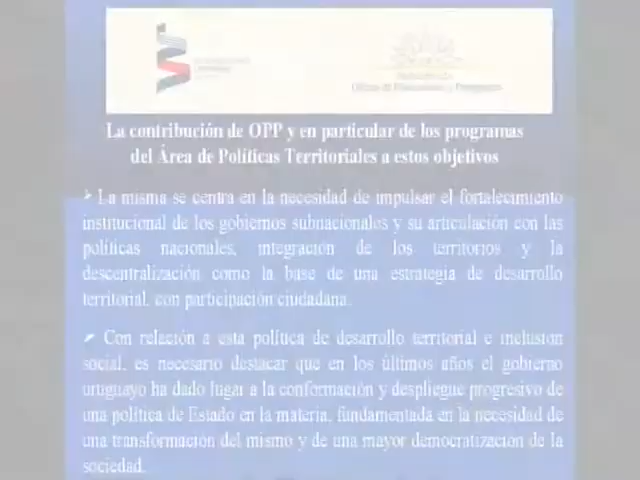 La contribución de OPP y en particular de los programas
del Área de Políticas Territoriales a estos objetivos
La misma se centra en la necesidad de impulsar el fortalecimiento
institucional de los gobiernos subnacionales y su articulación con las
políticas nacionales, integración de los territorios y la
descentralización como la base de una estrategia de desarrollo
territorial, con participación ciudadana.
Con relación a esta política de desarrollo territorial e inclusión
social, es necesario destacar que en los últimos años el gobierno
uruguayo ha dado lugar a la conformación y despliegue progresivo de
una política de Estado en la materia, fundamentada en la necesidad de
una transformación del mismo y de una mayor democratización de la
sociedad.